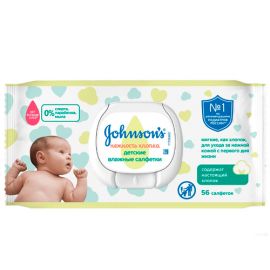 0%
спирта,
парабенов,
мыла
Johnson's
нежность хлопка
детские
влажные салфетки
№1
мягкие, как хлопок,
для ухода за нежной
кожей с первого дня
жизни
содержат
настоящий
хлопок
56 салфеток